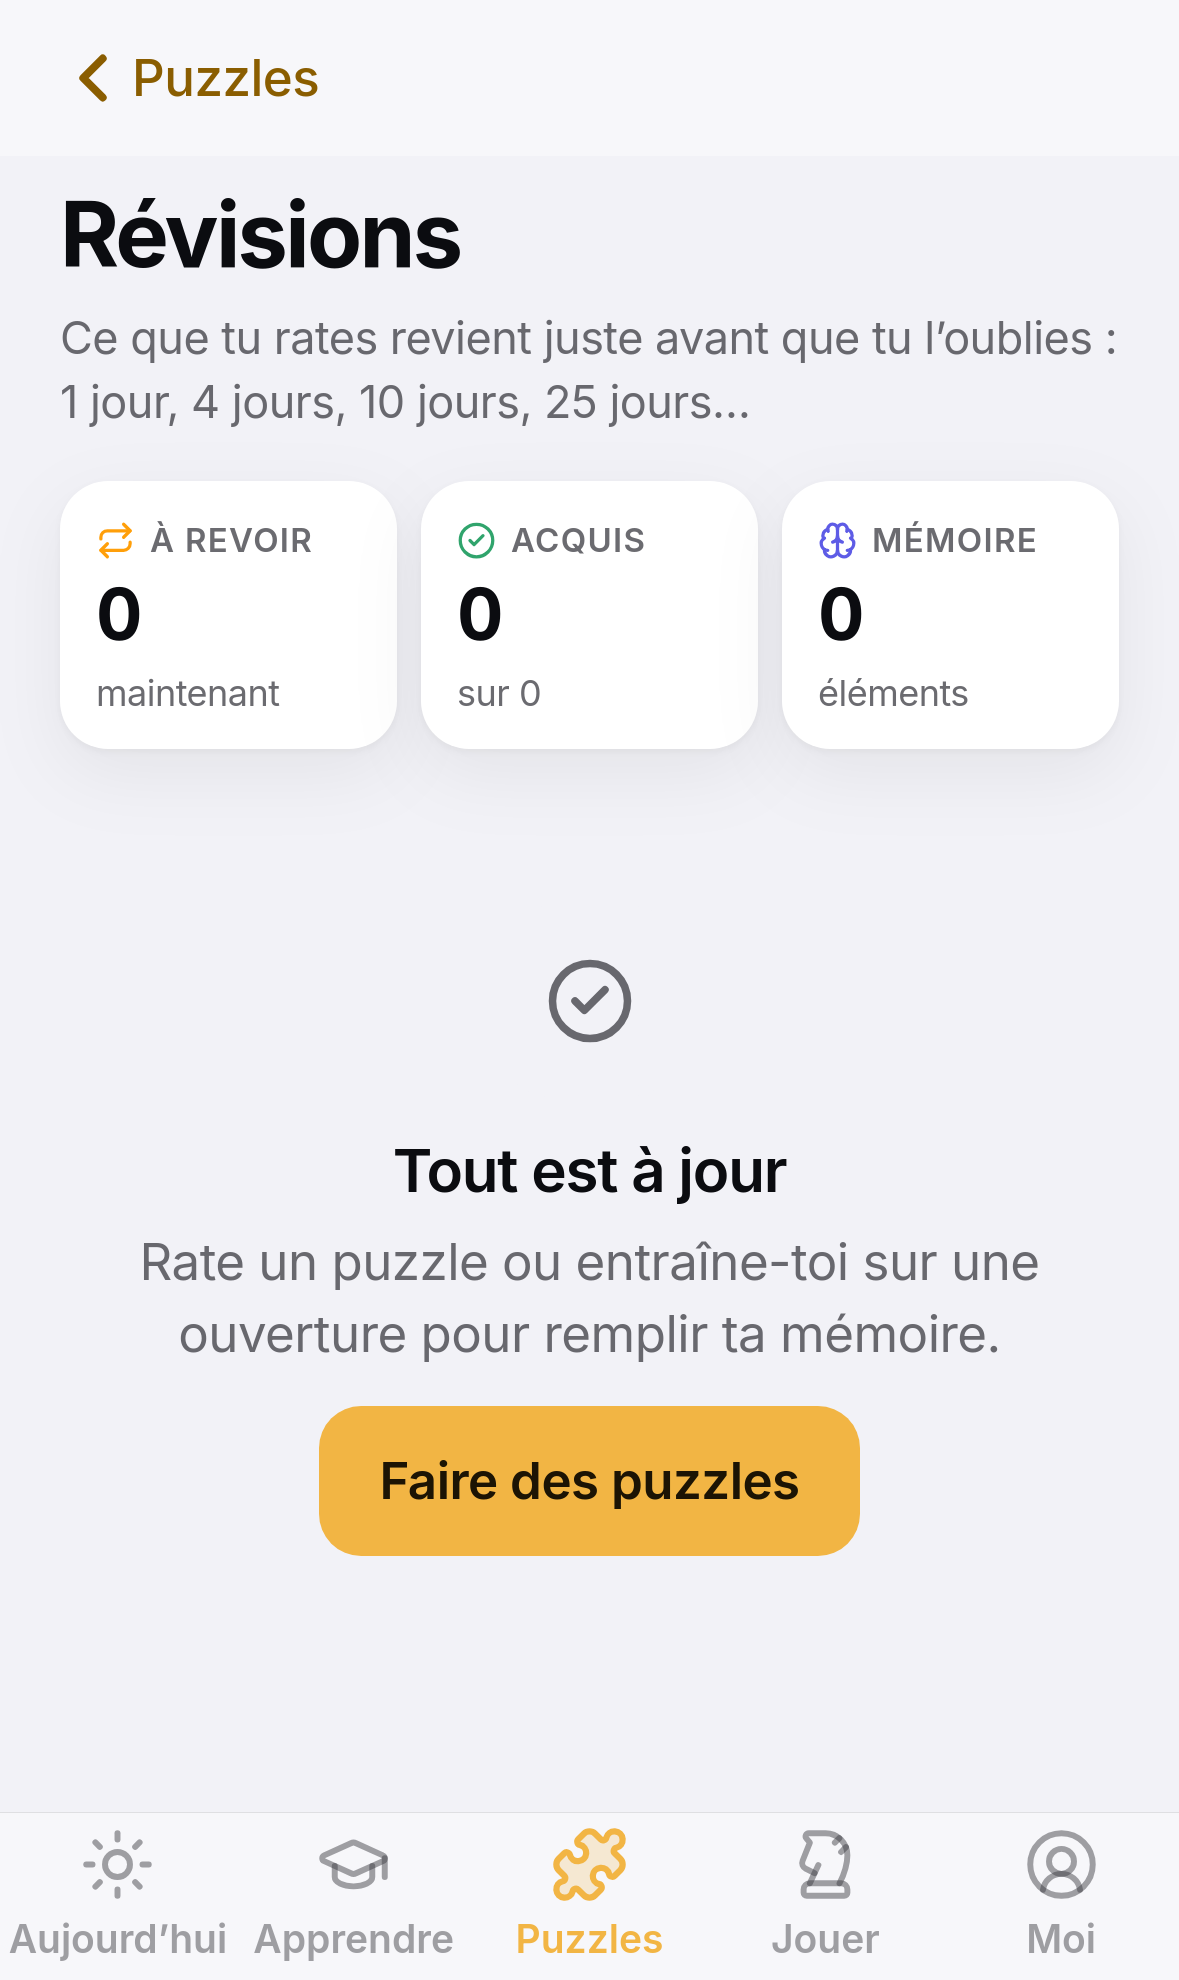 Puzzles
Révisions
Ce que tu rates revient juste avant que tu l’oublies :
1 jour, 4 jours, 10 jours, 25 jours…
À REVOIR
0
maintenant
ACQUIS
0
sur 0
MÉMOIRE
0
éléments
Tout est à jour
Rate un puzzle ou entraîne-toi sur une
ouverture pour remplir ta mémoire.
Faire des puzzles
Aujourd’hui
Apprendre
Puzzles
Jouer
Moi